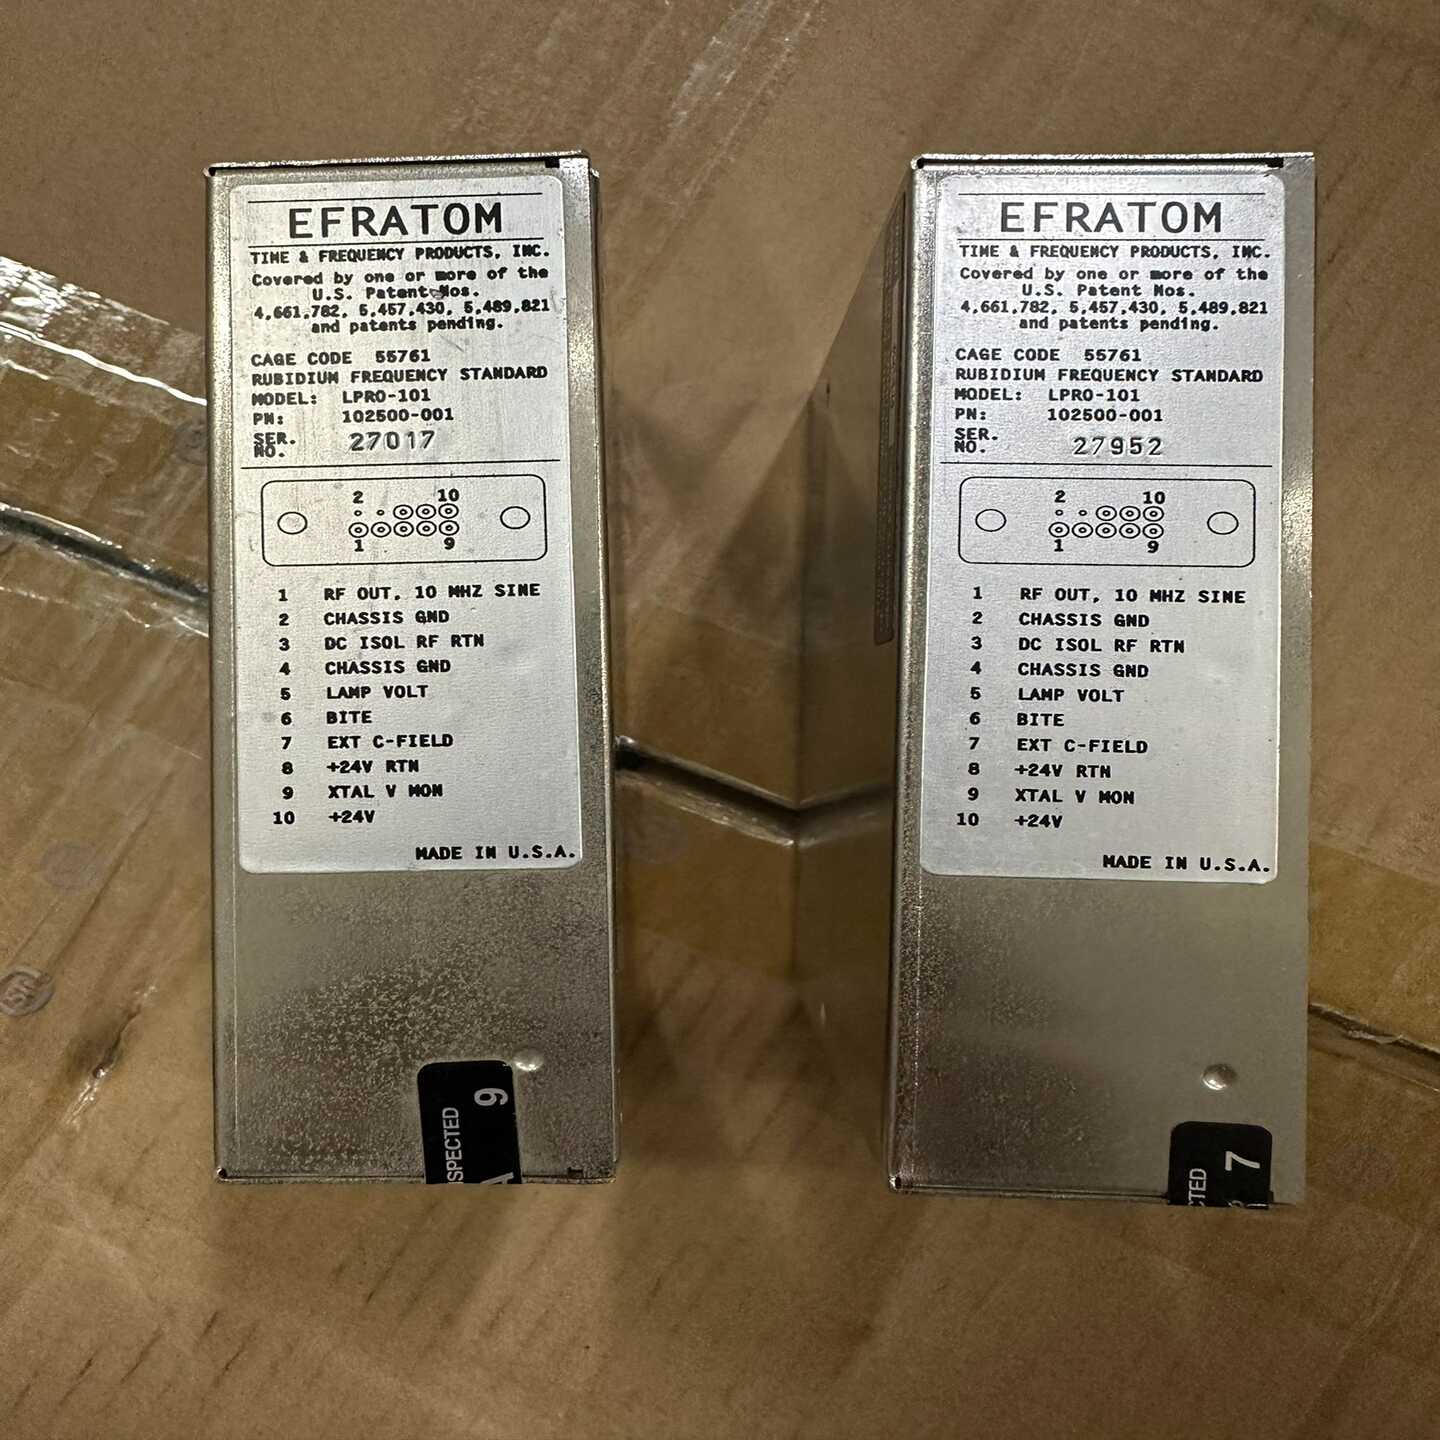 EFRATOM
TIME & FREQUENCY PRODUCTS, INC.
Covered by one or more of the
U.S. Patent Nos.
4,661,782, 5,457,430, 5,489,821
and patents pending.
CAGE CODE 55761
RUBIDIUM FREQUENCY STANDARD
MODEL: LPRO-101
PN: 102500-001
SER. NO. 27017
2 10
1 9
1 RF OUT, 10 MHZ SINE
2 CHASSIS GND
3 DC ISOL RF RTN
4 CHASSIS GND
5 LAMP VOLT
6 BITE
7 EXT C-FIELD
8 +24V RTN
9 XTAL V MON
10 +24V
MADE IN U.S.A.
SPECTED 9
EFRATOM
TIME & FREQUENCY PRODUCTS, INC.
Covered by one or more of the
U.S. Patent Nos.
4,661,782, 5,457,430, 5,489,821
and patents pending.
CAGE CODE 55761
RUBIDIUM FREQUENCY STANDARD
MODEL: LPRO-101
PN: 102500-001
SER. NO. 27952
2 10
1 9
1 RF OUT, 10 MHZ SINE
2 CHASSIS GND
3 DC ISOL RF RTN
4 CHASSIS GND
5 LAMP VOLT
6 BITE
7 EXT C-FIELD
8 +24V RTN
9 XTAL V MON
10 +24V
MADE IN U.S.A.
CTED 7